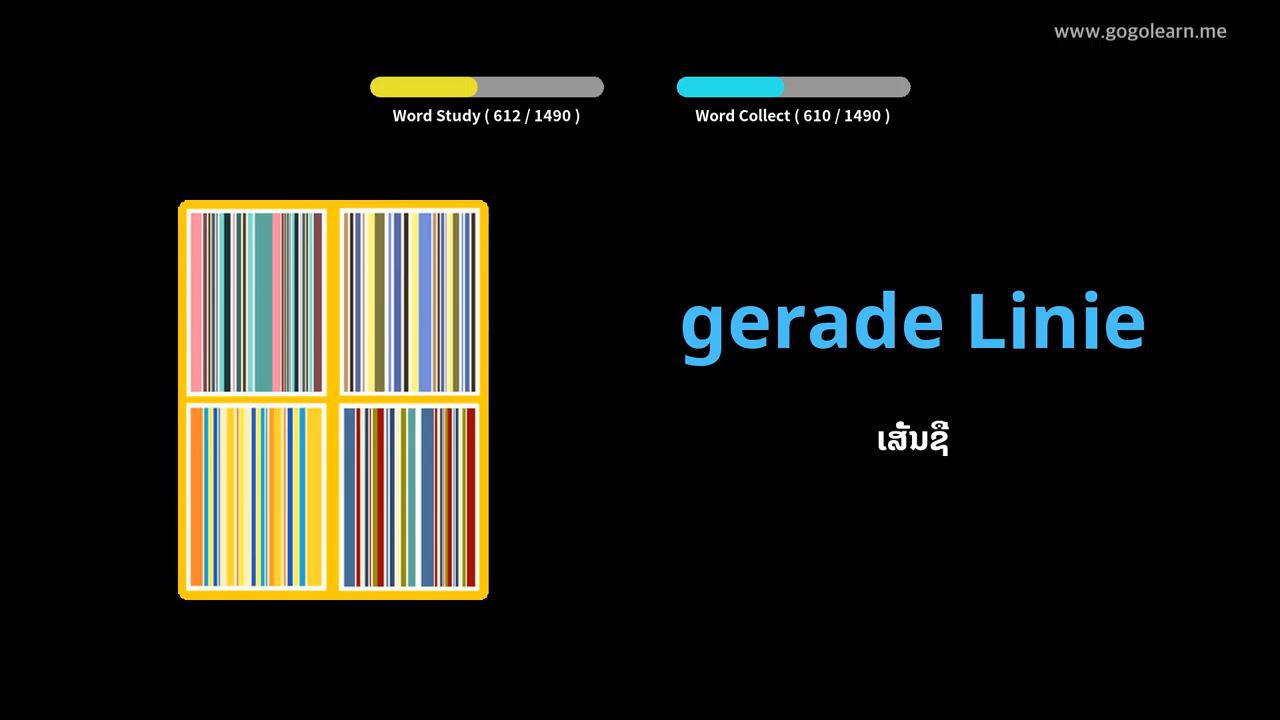 www.gogolearn.me
Word Study ( 612 / 1490 )
Word Collect ( 610 / 1490 )
gerade Linie
ເສັ້ນຊື່